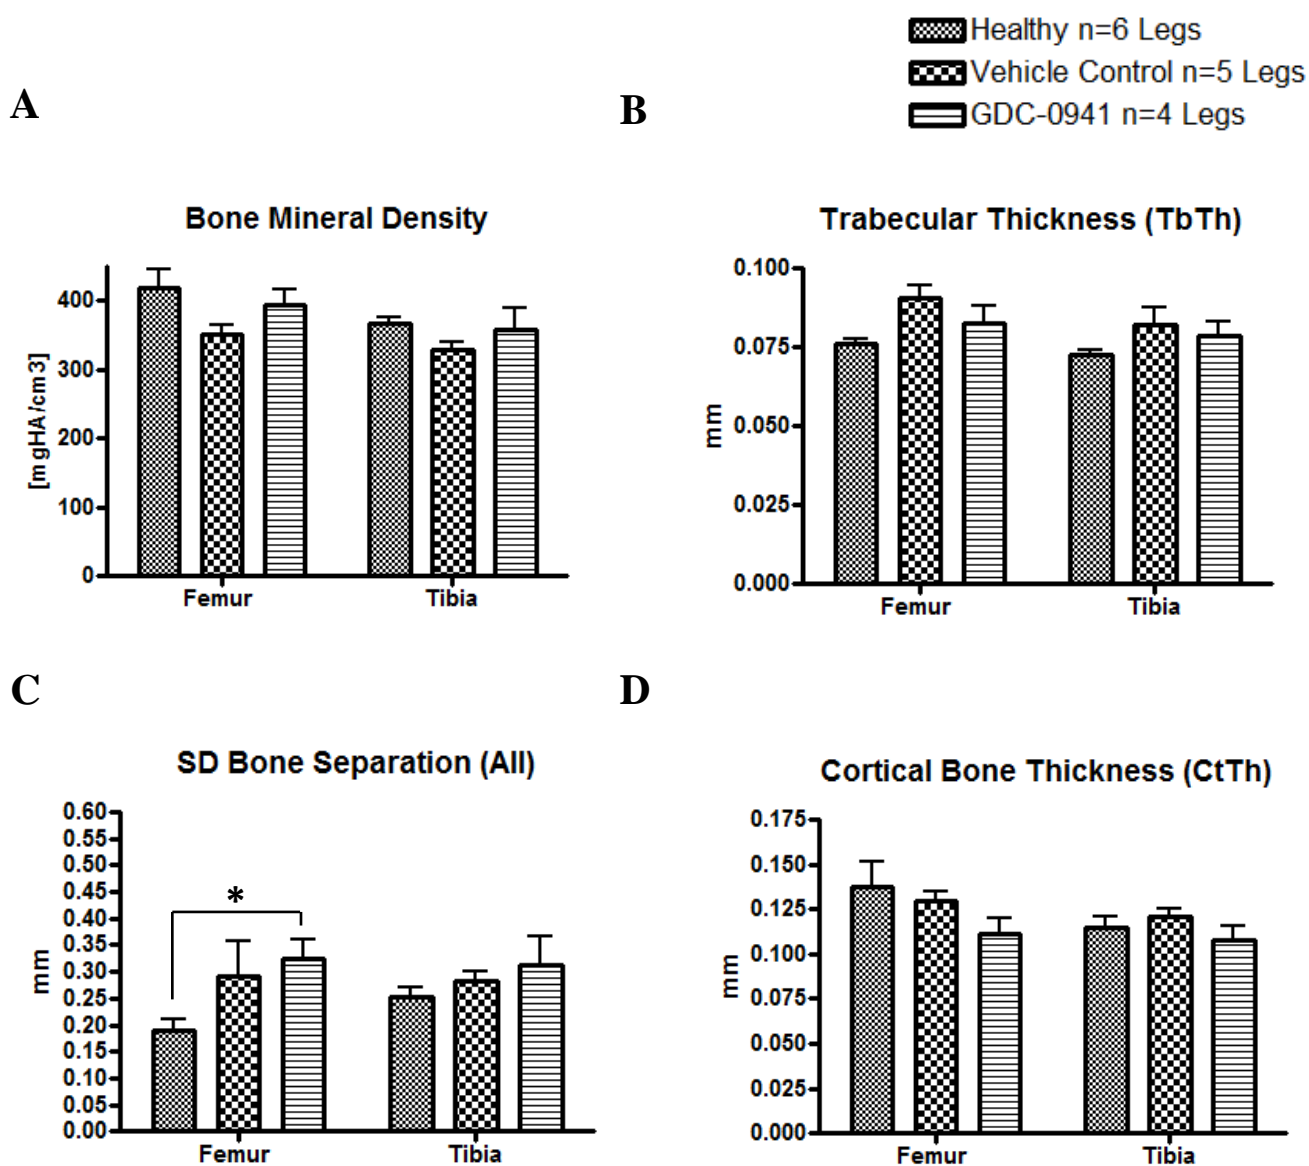 Healthy n=6 Legs
Vehicle Control n=5 Legs
GDC-0941 n=4 Legs
A
Bone Mineral Density
[mgHA/cm3]
400
300
200
100
0
Femur Tibia
B
Trabecular Thickness (TbTh)
mm
0.100
0.075
0.050
0.025
0.000
Femur Tibia
C
SD Bone Separation (All)
mm
0.60
0.55
0.50
0.45
0.40
0.35
0.30
0.25
0.20
0.15
0.10
0.05
0.00
*
Femur Tibia
D
Cortical Bone Thickness (CtTh)
mm
0.175
0.150
0.125
0.100
0.075
0.050
0.025
0.000
Femur Tibia